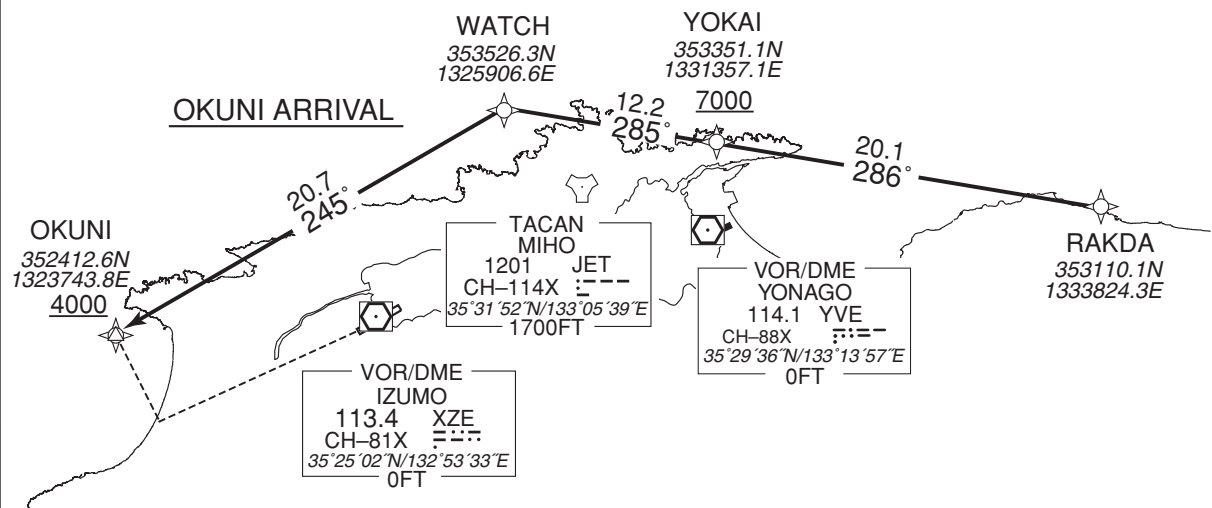 WATCH
353526.3N
1325906.6E
YOKAI
353351.1N
1331357.1E
7000
OKUNI ARRIVAL
12.2
285°
20.1
286°
20.7
245°
OKUNI
352412.6N
1323743.8E
4000
RAKDA
353110.1N
1333824.3E
TACAN
MIHO
1201 JET
CH–114X
35°31´52˝N/133°05´39˝E
1700FT
VOR/DME
YONAGO
114.1 YVE
CH–88X
35°29´36˝N/133°13´57˝E
0FT
VOR/DME
IZUMO
113.4 XZE
CH–81X
35°25´02˝N/132°53´33˝E
0FT